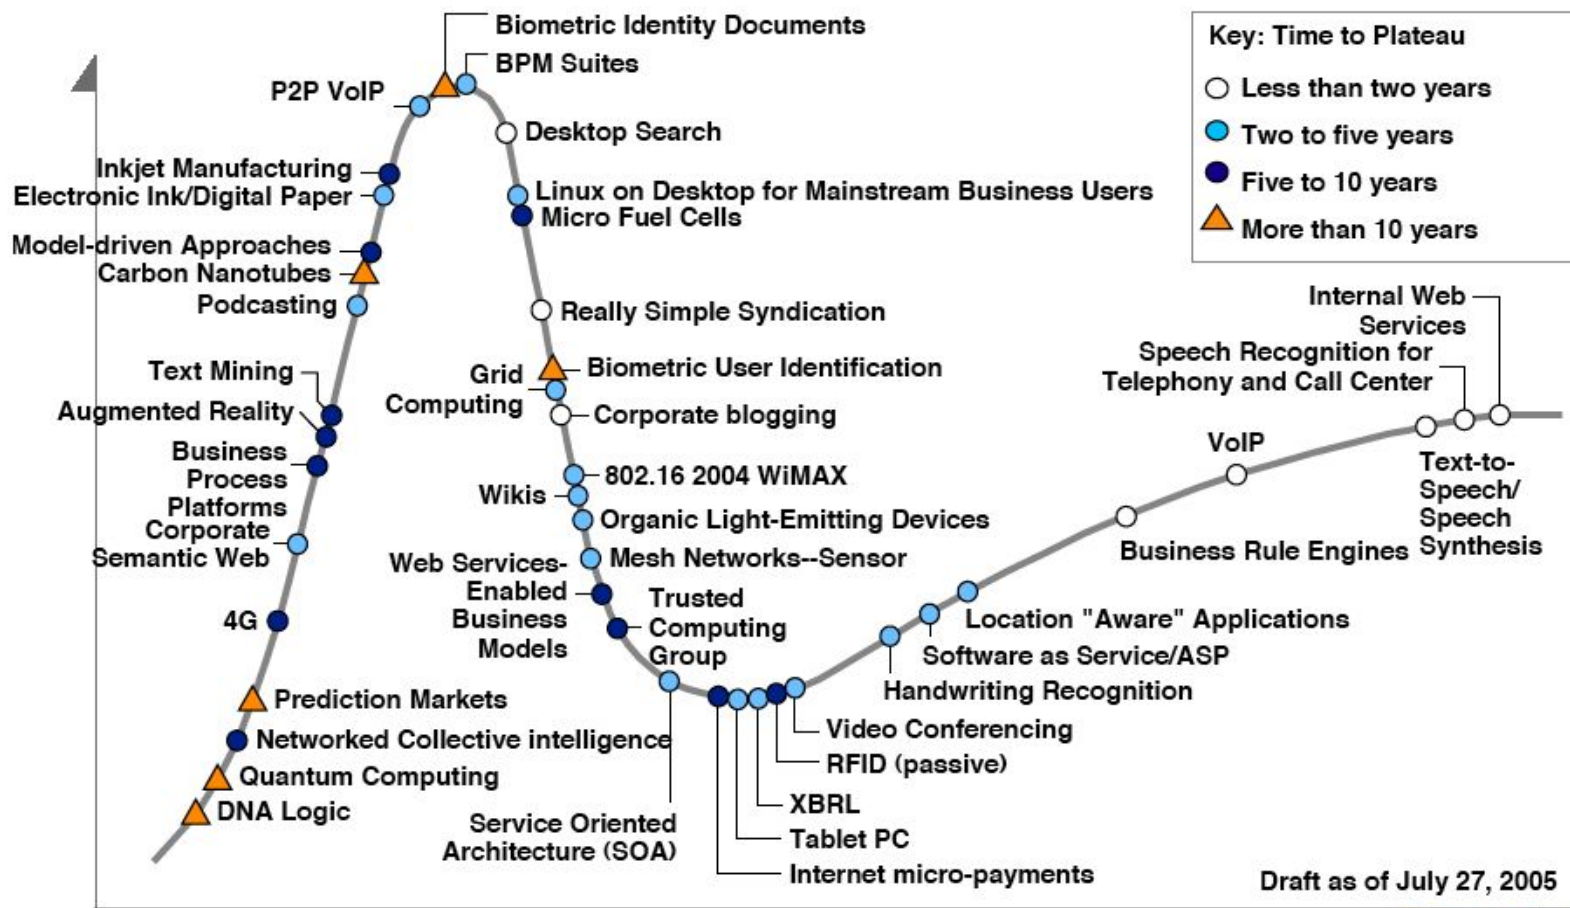 Biometric Identity Documents
BPM Suites
P2P VoIP
Desktop Search
Inkjet Manufacturing
Electronic Ink/Digital Paper
Linux on Desktop for Mainstream Business Users
Micro Fuel Cells
Model-driven Approaches
Carbon Nanotubes
Podcasting
Really Simple Syndication
Text Mining
Augmented Reality
Business
Process
Platforms
Corporate
Semantic Web
4G
Prediction Markets
Networked Collective intelligence
Quantum Computing
DNA Logic
Biometric User Identification
Grid
Computing
Corporate blogging
802.16 2004 WiMAX
Wikis
Organic Light-Emitting Devices
Mesh Networks--Sensor
Web Services-
Enabled
Business
Models
Trusted
Computing
Group
Service Oriented
Architecture (SOA)
Video Conferencing
RFID (passive)
XBRL
Tablet PC
Internet micro-payments
Handwriting Recognition
Software as Service/ASP
Location "Aware" Applications
Business Rule Engines
VoIP
Text-to-
Speech/
Speech
Synthesis
Speech Recognition for
Telephony and Call Center
Internal Web
Services
Key: Time to Plateau
Less than two years
Two to five years
Five to 10 years
More than 10 years
Draft as of July 27, 2005